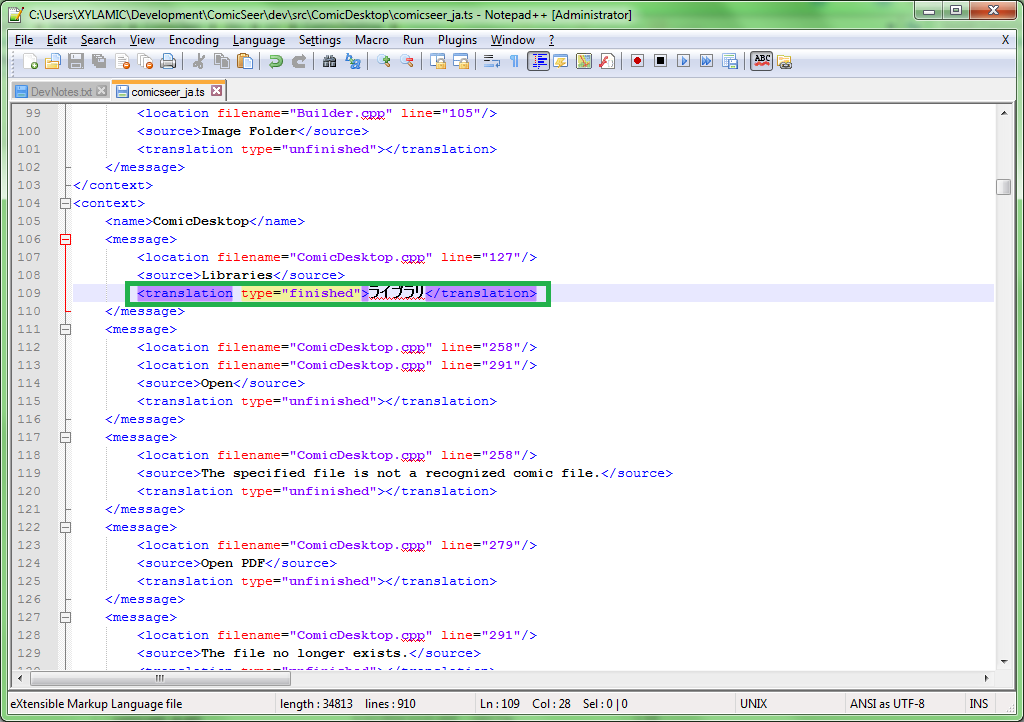 C:\Users\XYLAMIC\Development\ComicSeer\dev\src\ComicDesktop\comicseer_ja.ts - Notepad++ [Administrator]
File Edit Search View Encoding Language Settings Macro Run Plugins Window ? X
ABC
DevNotes.txt comicseer_ja.ts
99 <location filename="Builder.cpp" line="105"/>
100 <source>Image Folder</source>
101 <translation type="unfinished"></translation>
102 </message>
103 </context>
104 <context>
105 <name>ComicDesktop</name>
106 <message>
107 <location filename="ComicDesktop.cpp" line="127"/>
108 <source>Libraries</source>
109 <translation type="finished">ライブラリ</translation>
110 </message>
111 <message>
112 <location filename="ComicDesktop.cpp" line="258"/>
113 <location filename="ComicDesktop.cpp" line="291"/>
114 <source>Open</source>
115 <translation type="unfinished"></translation>
116 </message>
117 <message>
118 <location filename="ComicDesktop.cpp" line="258"/>
119 <source>The specified file is not a recognized comic file.</source>
120 <translation type="unfinished"></translation>
121 </message>
122 <message>
123 <location filename="ComicDesktop.cpp" line="279"/>
124 <source>Open PDF</source>
125 <translation type="unfinished"></translation>
126 </message>
127 <message>
128 <location filename="ComicDesktop.cpp" line="291"/>
129 <source>The file no longer exists.</source>
130 <translation type="unfinished"></translation>
eXtensible Markup Language file length : 34813 lines : 910 Ln : 109 Col : 28 Sel : 0 | 0 UNIX ANSI as UTF-8 INS